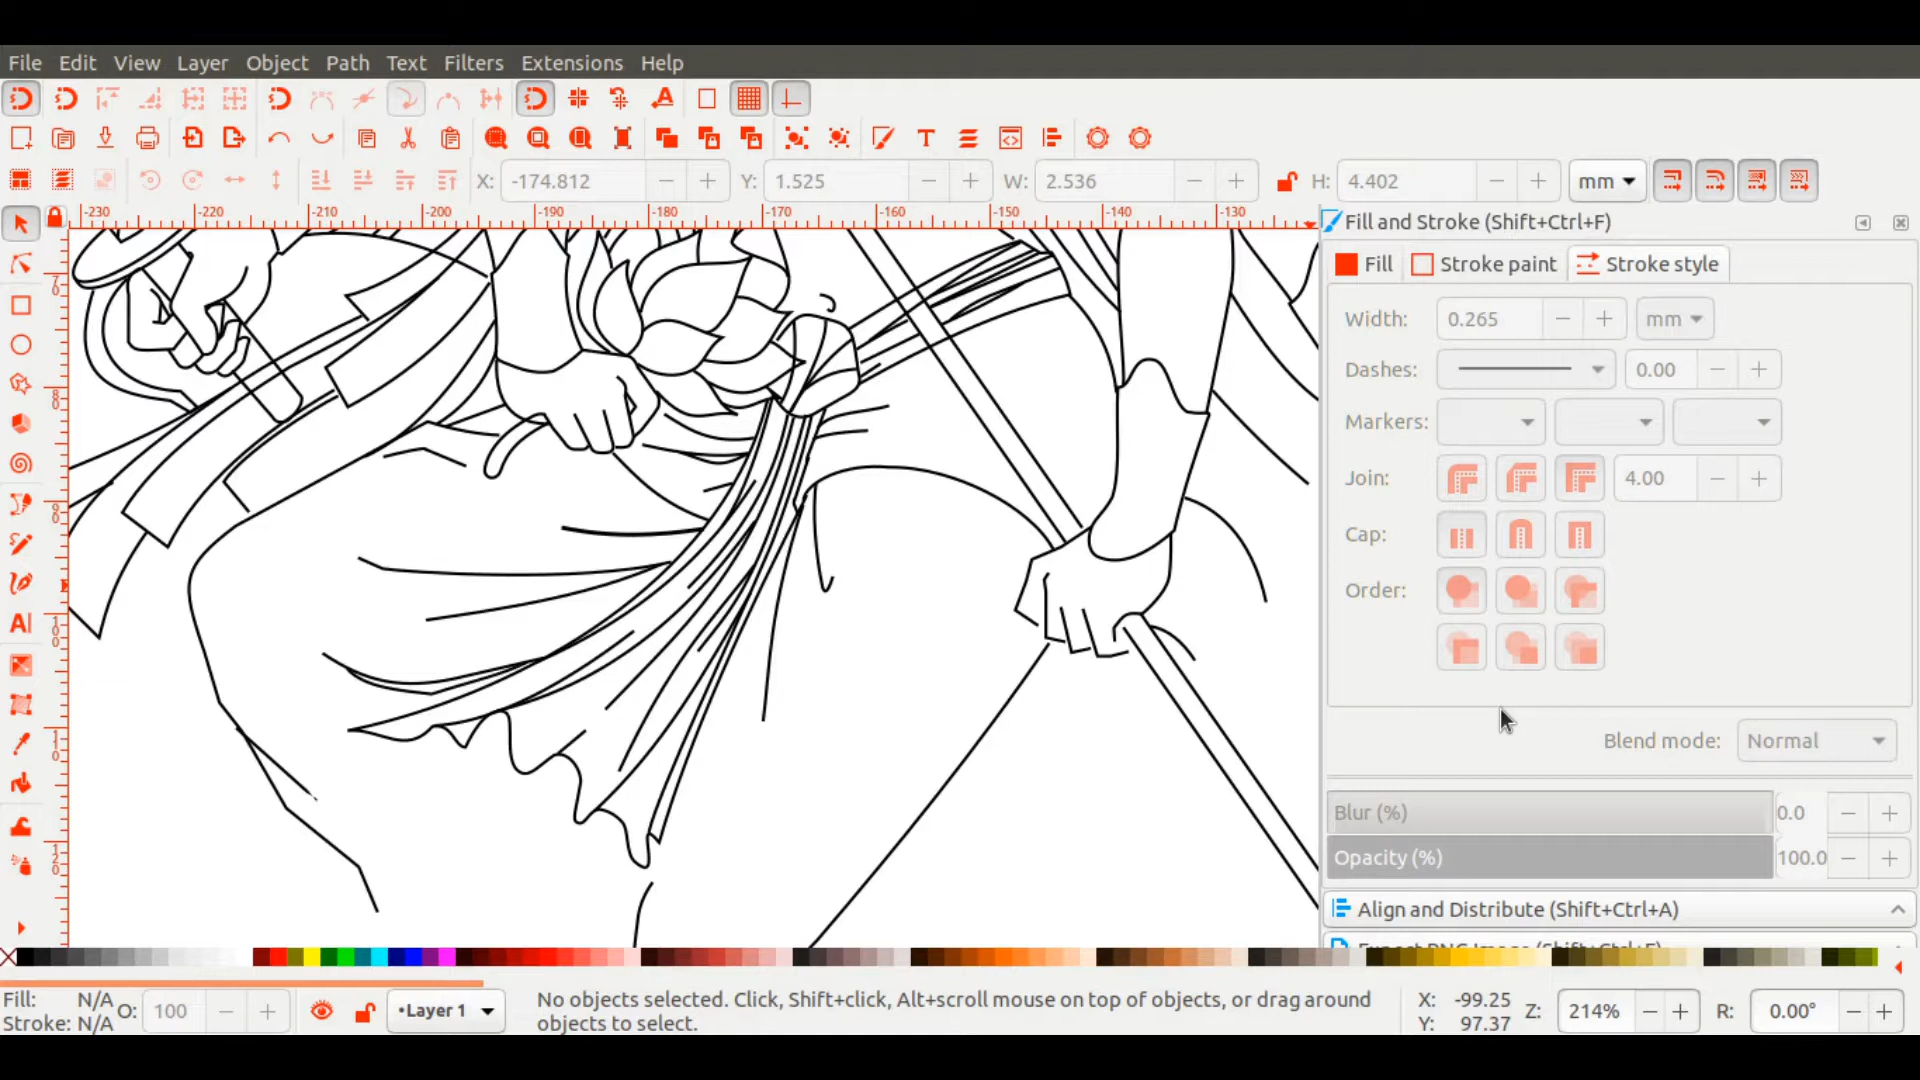 File Edit View Layer Object Path Text Filters Extensions Help
X: -174.812 Y: 1.525 W: 2.536 H: 4.402 mm
-230 -220 -210 -200 -190 -180 -170 -160 -150 -140 -130
Fill and Stroke (Shift+Ctrl+F)
Fill Stroke paint Stroke style
Width: 0.265 mm
Dashes: 0.00
Markers:
Join: 4.00
Cap:
Order:
Blend mode: Normal
Blur (%) 0.0
Opacity (%) 100.0
Align and Distribute (Shift+Ctrl+A)
Export PNG Image (Shift+Ctrl+E)
Fill: N/A
Stroke: N/A
O: 100
•Layer 1
No objects selected. Click, Shift+click, Alt+scroll mouse on top of objects, or drag around
objects to select.
X: -99.25
Y: 97.37
Z: 214%
R: 0.00°